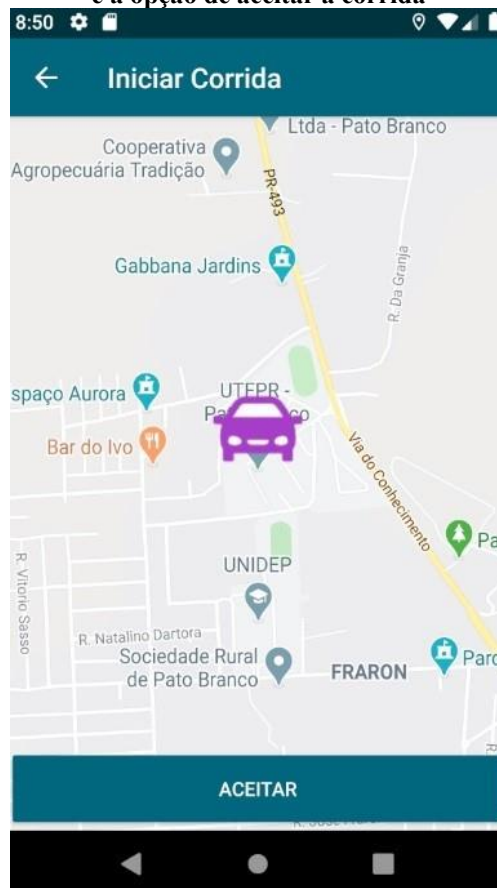 e a opção de aceitar a corrida
8:50
Iniciar Corrida
Ltda - Pato Branco
Cooperativa
Agropecuária Tradição
PR-493
Gabbana Jardins
R. Da Granja
spaço Aurora
UTFPR -
Bar do Ivo
Via do Conhecimento
Pa
UNIDEP
R. Vitorio Sasso
R. Natalino Dartora
Sociedade Rural
de Pato Branco
FRARON
Parq
ACEITAR